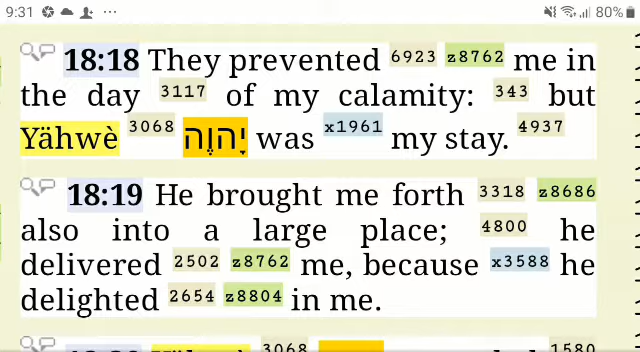 9:31 80%
18:18 They prevented 6923 z8762 me in
the day 3117 of my calamity: 343 but
Yähwè 3068 יָהוֶה was x1961 my stay. 4937
18:19 He brought me forth 3318 z8686
also into a large place; 4800 he
delivered 2502 z8762 me, because x3588 he
delighted 2654 z8804 in me.
3068 1580